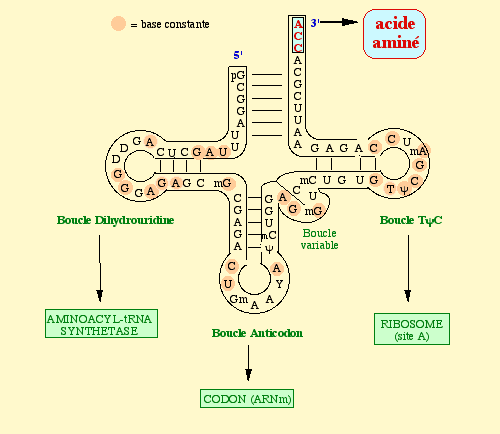 = base constante
3'
acide
aminé
A
C
C
A
C
G
C
U
U
A
A
5'
pG
C
G
G
A
U
U
D
G
A
C
U
C
G
A
U
D
D
G
G
G
A
G
A
G
C
mG
G
A
G
A
C
C
U
mA
G
C
Ψ
T
G
U
G
U
mC
U
G
mG
A
G
C
G
A
G
A
G
G
U
mC
Ψ
C
U
Gm
A
A
Y
A
Boucle Dihydrouridine
Boucle
variable
Boucle TψC
Boucle Anticodon
AMINOACYL-tRNA
SYNTHETASE
RIBOSOME
(site A)
CODON (ARNm)